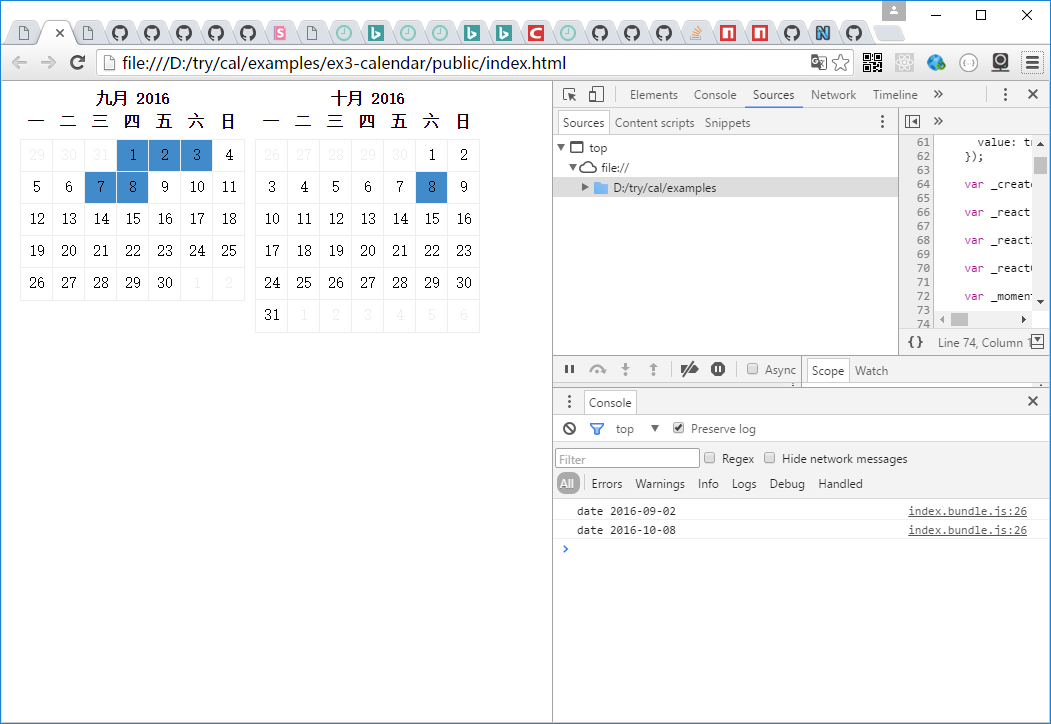 file:///D:/try/cal/examples/ex3-calendar/public/index.html
九月 2016
一 二 三 四 五 六 日
29 30 31 1 2 3 4
5 6 7 8 9 10 11
12 13 14 15 16 17 18
19 20 21 22 23 24 25
26 27 28 29 30 1 2
十月 2016
一 二 三 四 五 六 日
26 27 28 29 30 1 2
3 4 5 6 7 8 9
10 11 12 13 14 15 16
17 18 19 20 21 22 23
24 25 26 27 28 29 30
31 1 2 3 4 5 6
Elements Console Sources Network Timeline »
Sources Content scripts Snippets
top
file://
D:/try/cal/examples
61 value: tr
62 });
63
64 var _create
65
66 var _react
67
68 var _react2
69
70 var _react
71
72 var _moment
73
74
{} Line 74, Column 1
Async
Scope Watch
Console
top Preserve log
Filter Regex Hide network messages
All Errors Warnings Info Logs Debug Handled
date 2016-09-02 index.bundle.js:26
date 2016-10-08 index.bundle.js:26